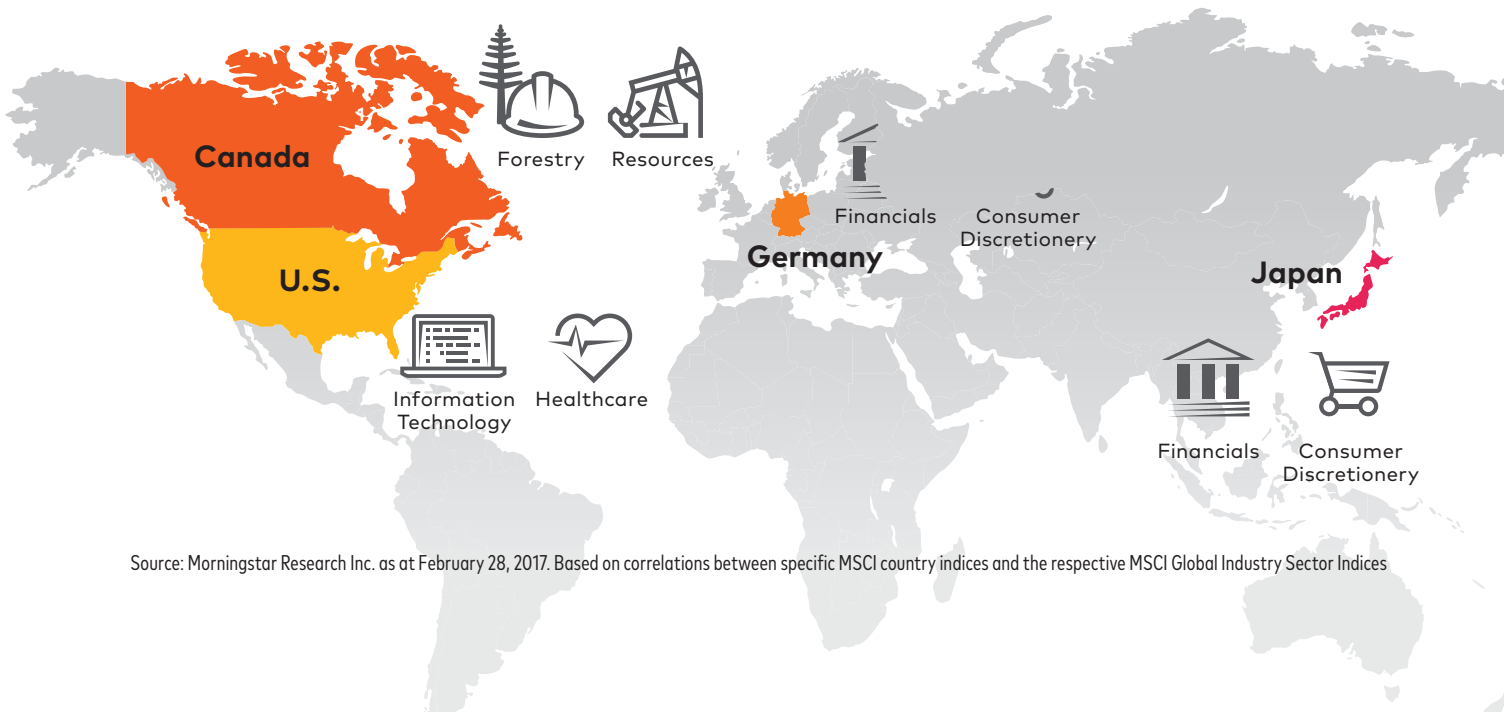 Canada
Forestry
Resources
U.S.
Information
Technology
Healthcare
Germany
Financials
Consumer
Discretionery
Japan
Financials
Consumer
Discretionery
Source: Morningstar Research Inc. as at February 28, 2017. Based on correlations between specific MSCI country indices and the respective MSCI Global Industry Sector Indices